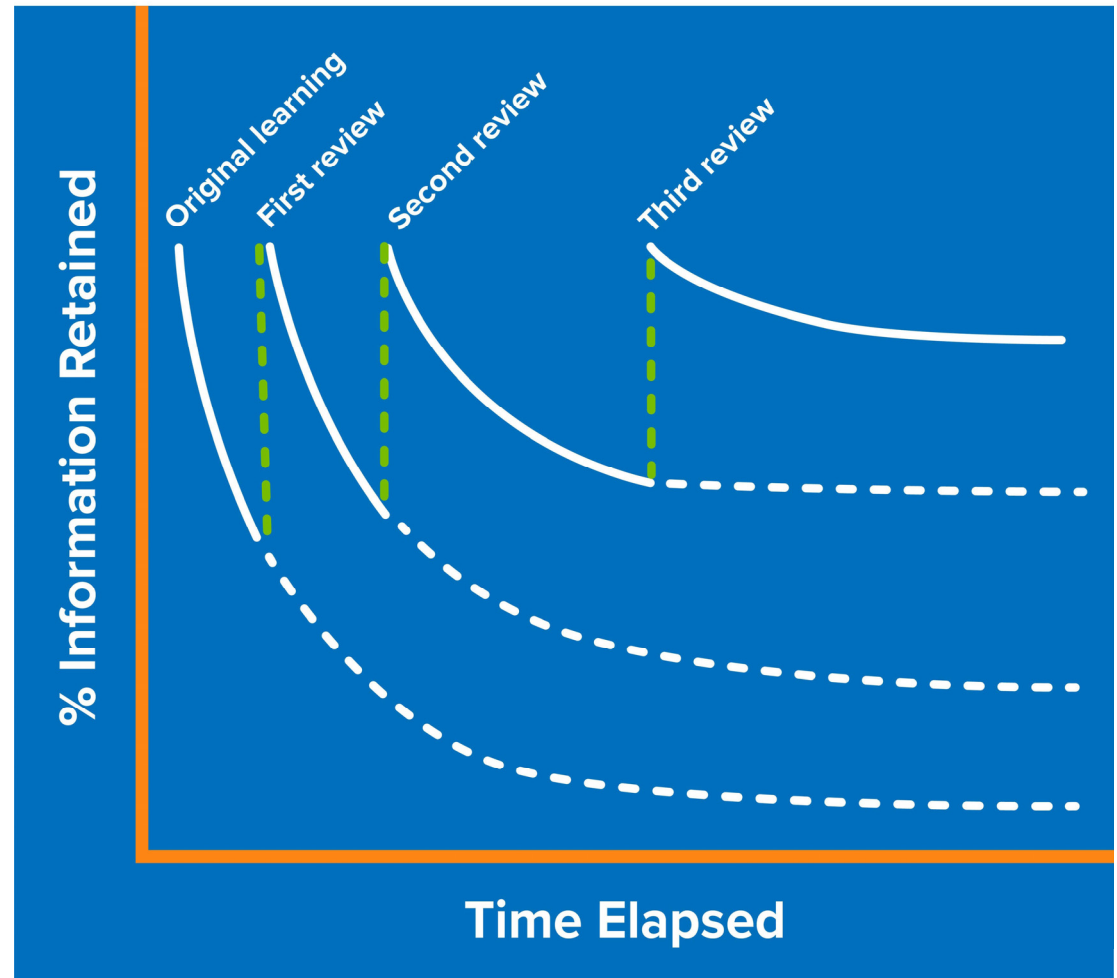 Original learning
First review
Second review
Third review
% Information Retained
Time Elapsed